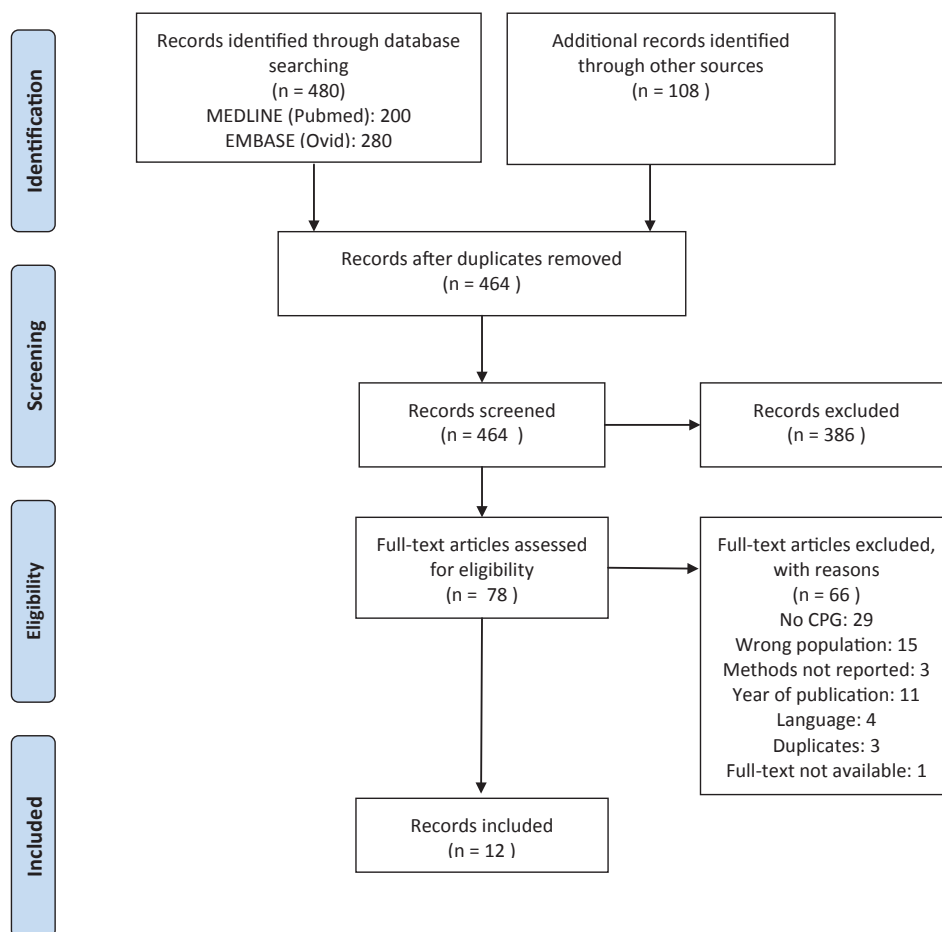 Identification
Records identified through database
searching
(n = 480)
MEDLINE (Pubmed): 200
EMBASE (Ovid): 280
Additional records identified
through other sources
(n = 108 )
Records after duplicates removed
(n = 464 )
Screening
Records screened
(n = 464 )
Records excluded
(n = 386 )
Eligibility
Full-text articles assessed
for eligibility
(n = 78 )
Full-text articles excluded,
with reasons
(n = 66 )
No CPG: 29
Wrong population: 15
Methods not reported: 3
Year of publication: 11
Language: 4
Duplicates: 3
Full-text not available: 1
Included
Records included
(n = 12 )